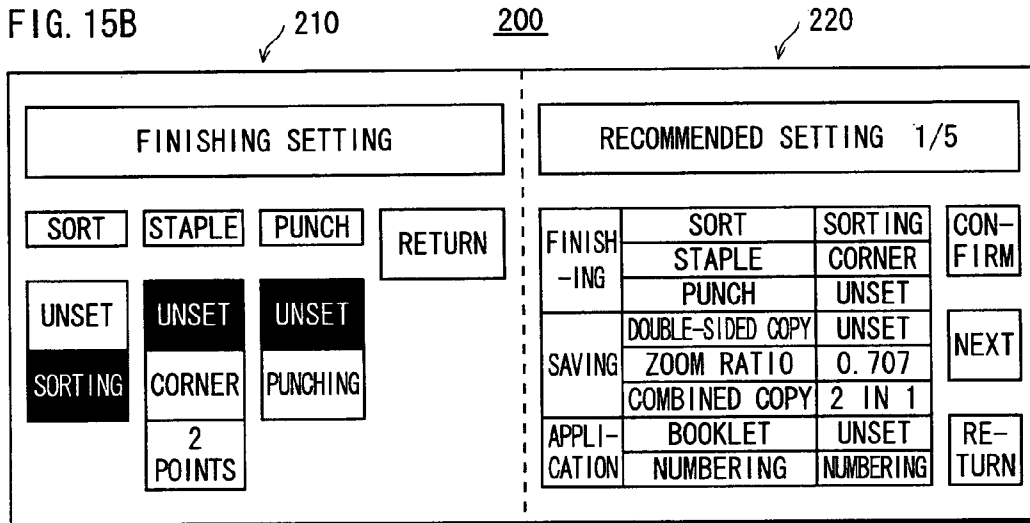 FIG. 15B
210
200
220
FINISHING SETTING
SORT STAPLE PUNCH RETURN
UNSET UNSET UNSET
SORTING CORNER PUNCHING
2
POINTS
RECOMMENDED SETTING 1/5
FINISH
-ING
SORT SORTING
STAPLE CORNER
PUNCH UNSET
SAVING
DOUBLE-SIDED COPY UNSET
ZOOM RATIO 0.707
COMBINED COPY 2 IN 1
APPLI-
CATION
BOOKLET UNSET
NUMBERING NUMBERING
CON-
FIRM
NEXT
RE-
TURN